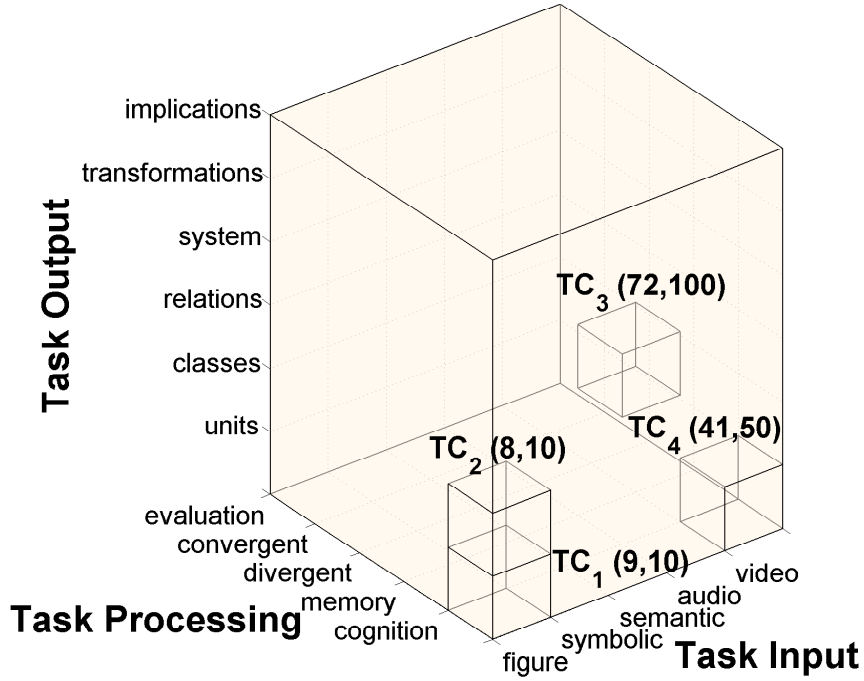 implications
transformations
system
relations
classes
units
Task Output
evaluation
convergent
divergent
memory
cognition
Task Processing
figure
symbolic
semantic
audio
video
Task Input
TC3 (72,100)
TC4 (41,50)
TC2 (8,10)
TC1 (9,10)